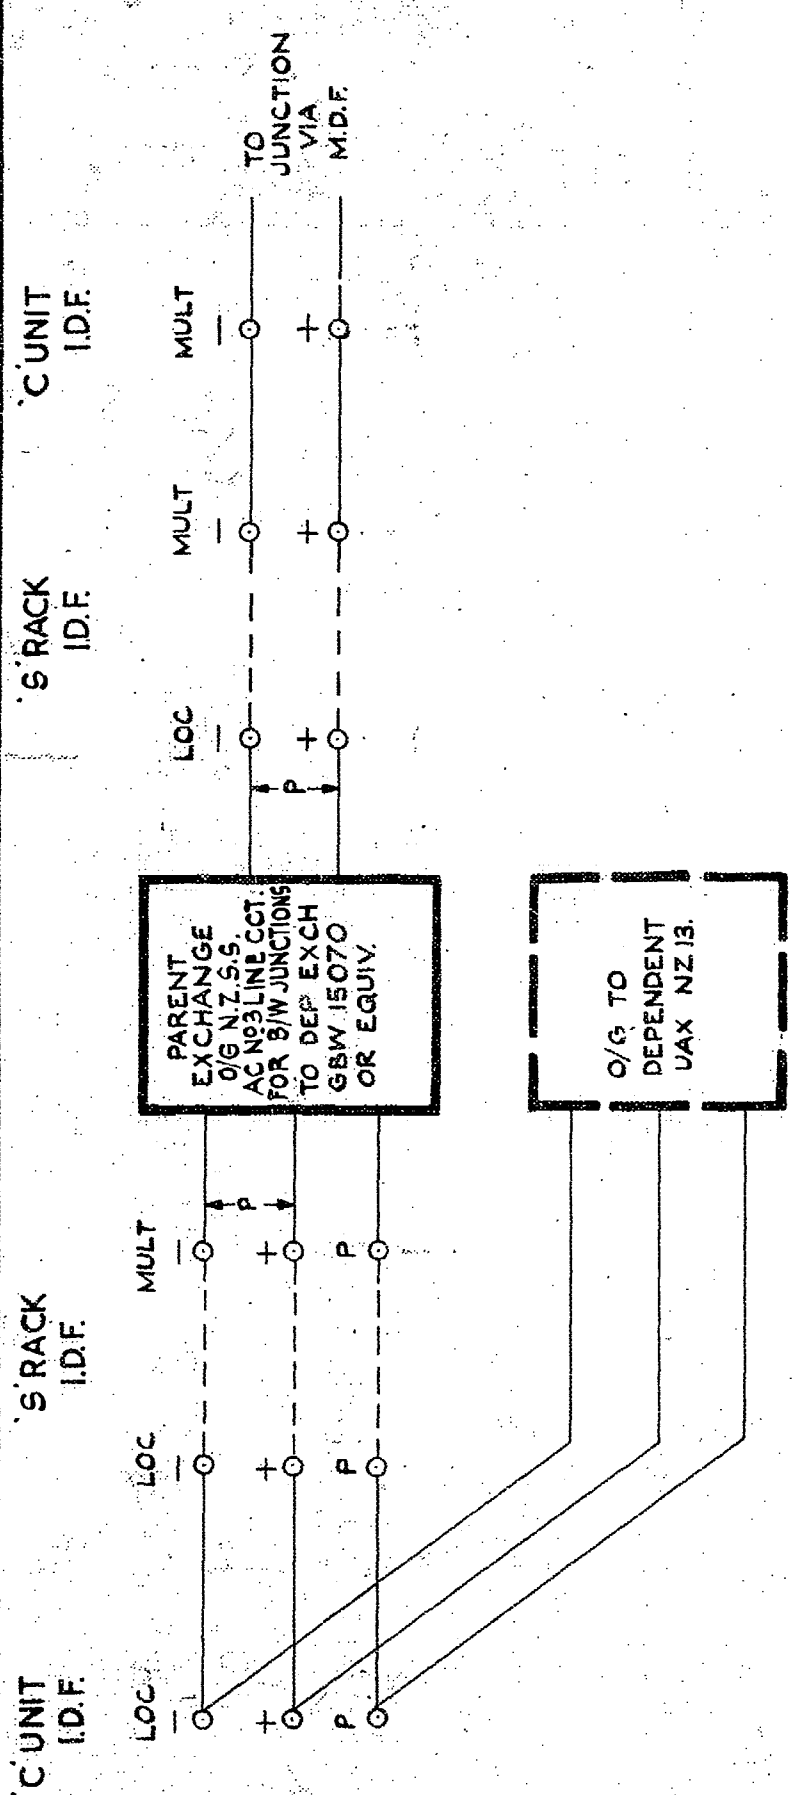 'C' UNIT
I.D.F.
'S' RACK
I.D.F.
'S' RACK
I.D.F.
'C' UNIT
I.D.F.
LOC
LOC
MULT
LOC
MULT
MULT
−
−
−
−
−
−
+
+
+
+
+
+
P
P
P
P
P
PARENT
EXCHANGE
O/G N.Z.S.S.
AC Nº3 LINE CCT.
FOR B/W JUNCTIONS
TO DEP EXCH
GBW 15070
OR EQUIV.
TO
JUNCTION
VIA
M.D.F.
O/G TO
DEPENDENT
UAX NZ 13.